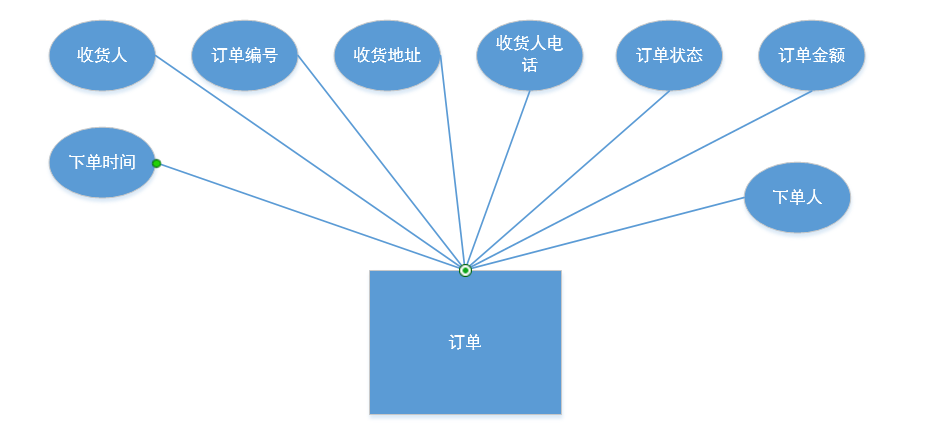 收货人
订单编号
收货地址
收货人电
话
订单状态
订单金额
下单时间
下单人
订单